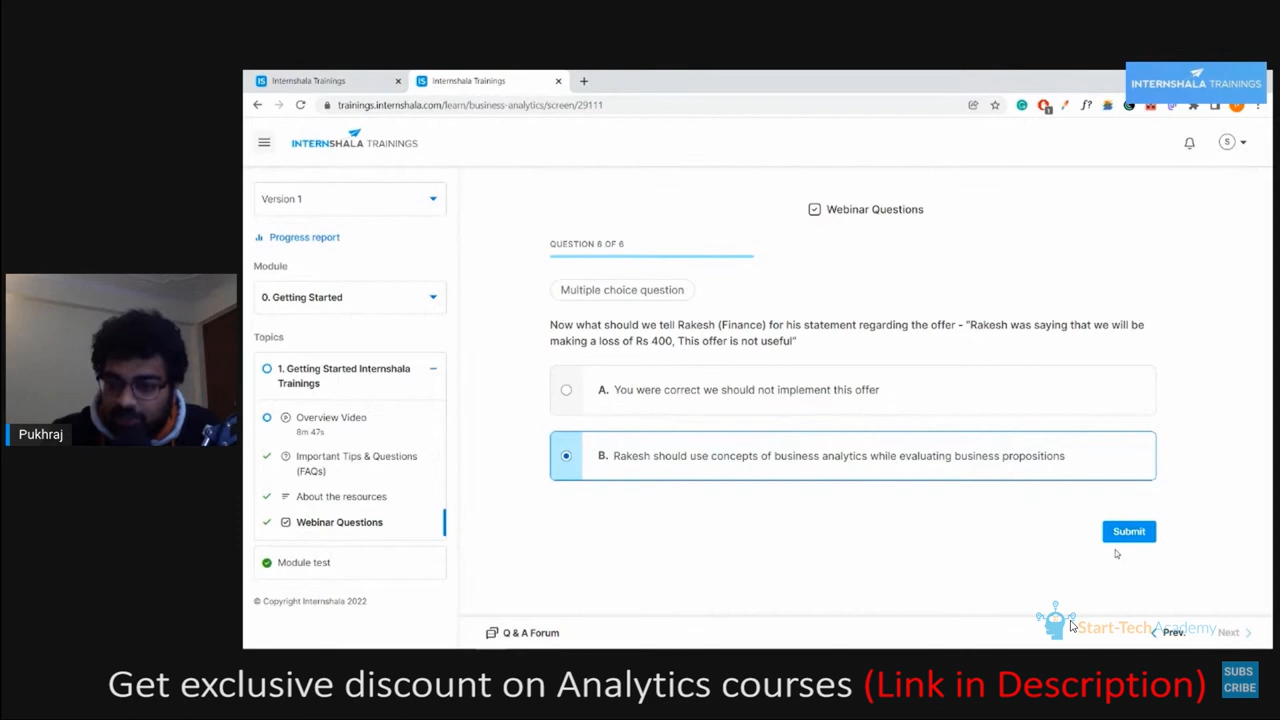 Internshala Trainings
Internshala Trainings
INTERNSHALA TRAININGS
trainings.internshala.com/learn/business-analytics/screen/29111
INTERNSHALA TRAININGS
S
Version 1
Webinar Questions
Progress report
QUESTION 6 OF 6
Module
Multiple choice question
0. Getting Started
Now what should we tell Rakesh (Finance) for his statement regarding the offer - "Rakesh was saying that we will be
making a loss of Rs 400, This offer is not useful"
Topics
1. Getting Started Internshala
Trainings
A. You were correct we should not implement this offer
Overview Video
8m 47s
Pukhraj
Important Tips & Questions
(FAQs)
B. Rakesh should use concepts of business analytics while evaluating business propositions
About the resources
Webinar Questions
Submit
Module test
© Copyright Internshala 2022
Q & A Forum
Start-TechAcademy
Prev.
Next
Get exclusive discount on Analytics courses (Link in Description)
SUBS
CRIBE